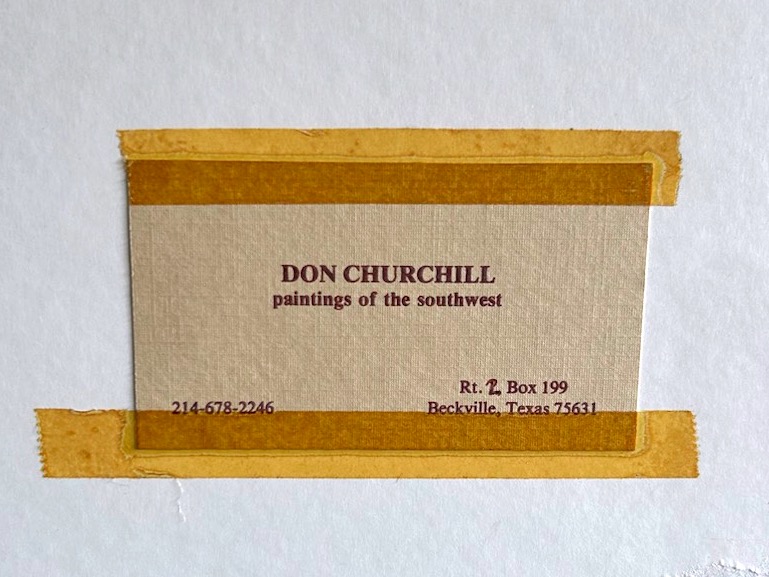 DON CHURCHILL
paintings of the southwest
Rt. 2, Box 199
214-678-2246
Beckville, Texas 75631